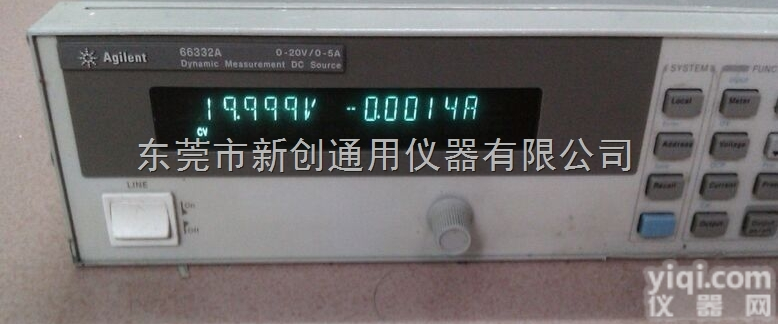 Agilent
66332A
0-20V/0-5A
Dynamic Measurement DC Source
19.999V -0.0014A
CV
东莞市新创通用仪器有限公司
LINE
On
Off
SYSTEM
FUNC
Input
Local
Meter
Address
Voltage
Recall
Current
Output
yiqi.com
仪器网